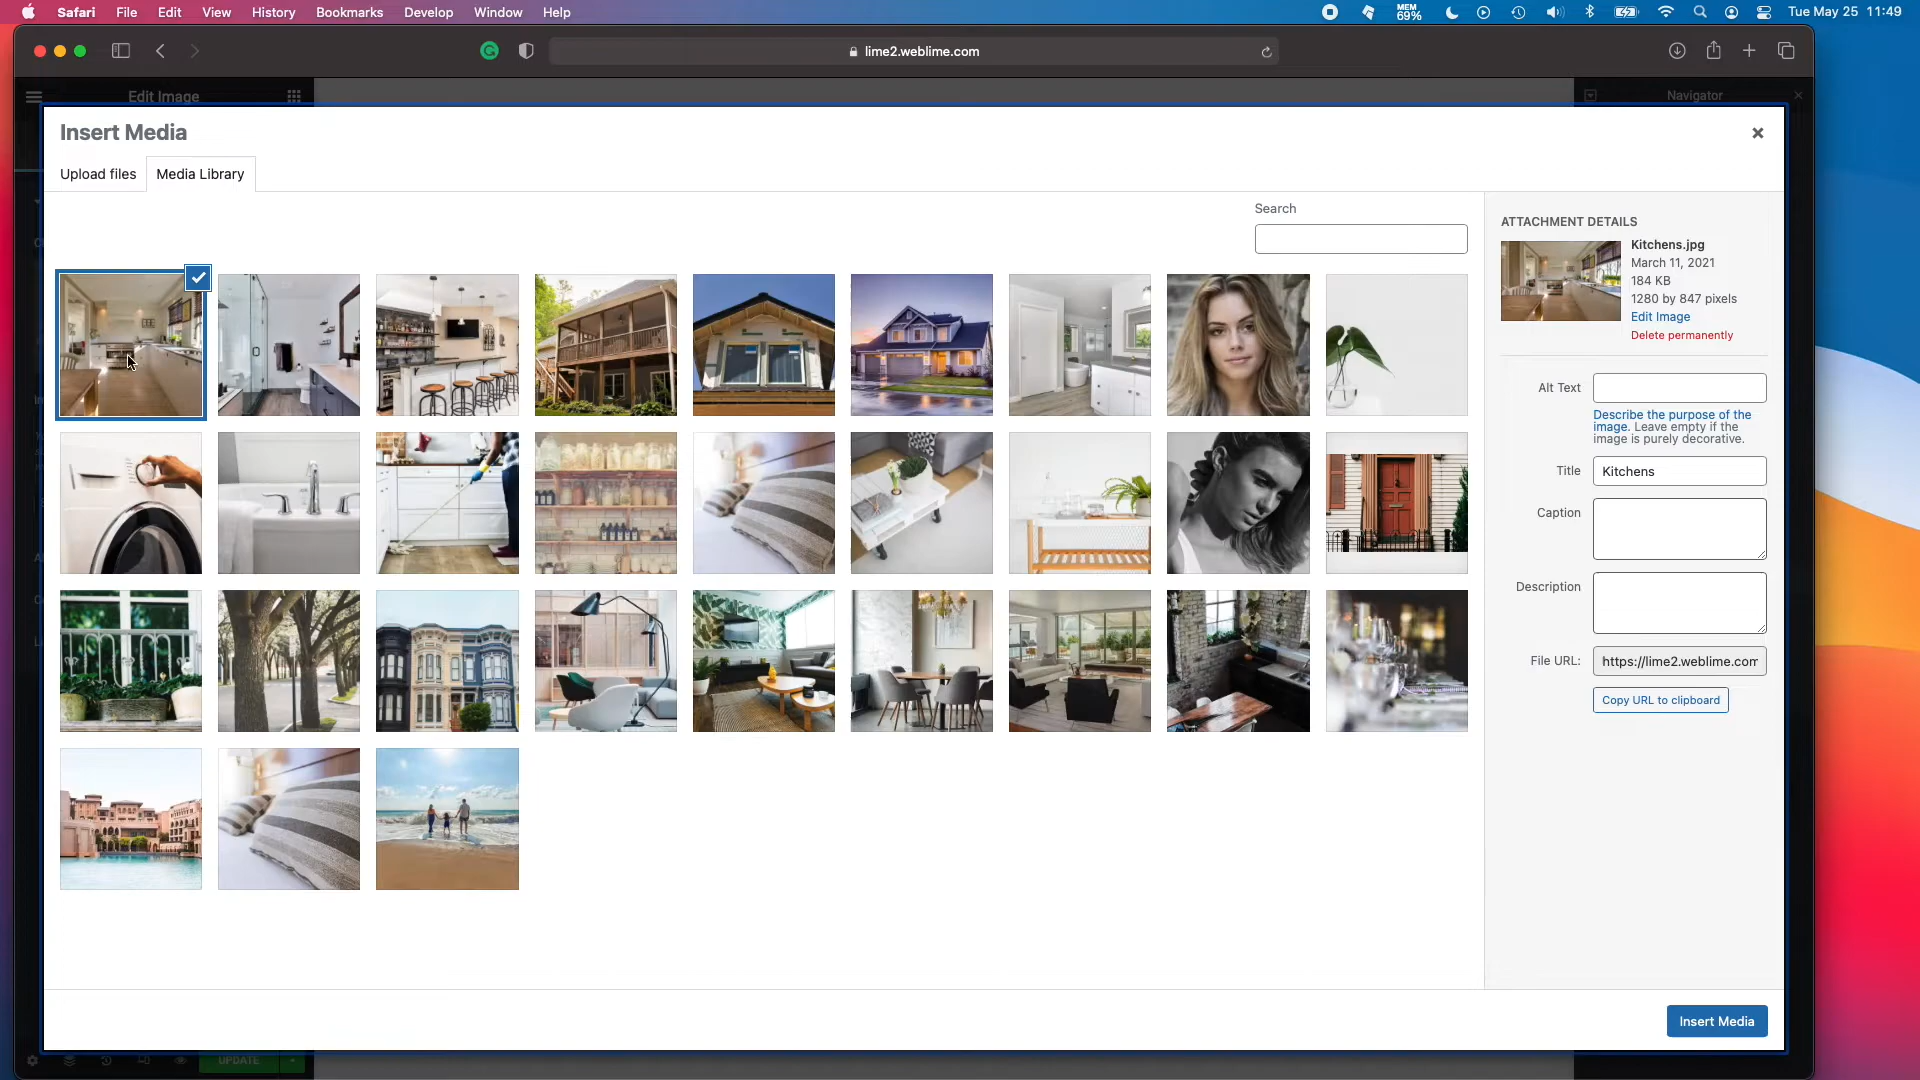 Safari File Edit View History Bookmarks Develop Window Help MEM 69% Tue May 25 11:49
lime2.weblime.com
Edit Image Navigator
Insert Media
Upload files Media Library
Search
ATTACHMENT DETAILS
Kitchens.jpg
March 11, 2021
184 KB
1280 by 847 pixels
Edit Image
Delete permanently
Alt Text
Describe the purpose of the
image. Leave empty if the
image is purely decorative.
Title Kitchens
Caption
Description
File URL: https://lime2.weblime.com
Copy URL to clipboard
Insert Media
UPDATE